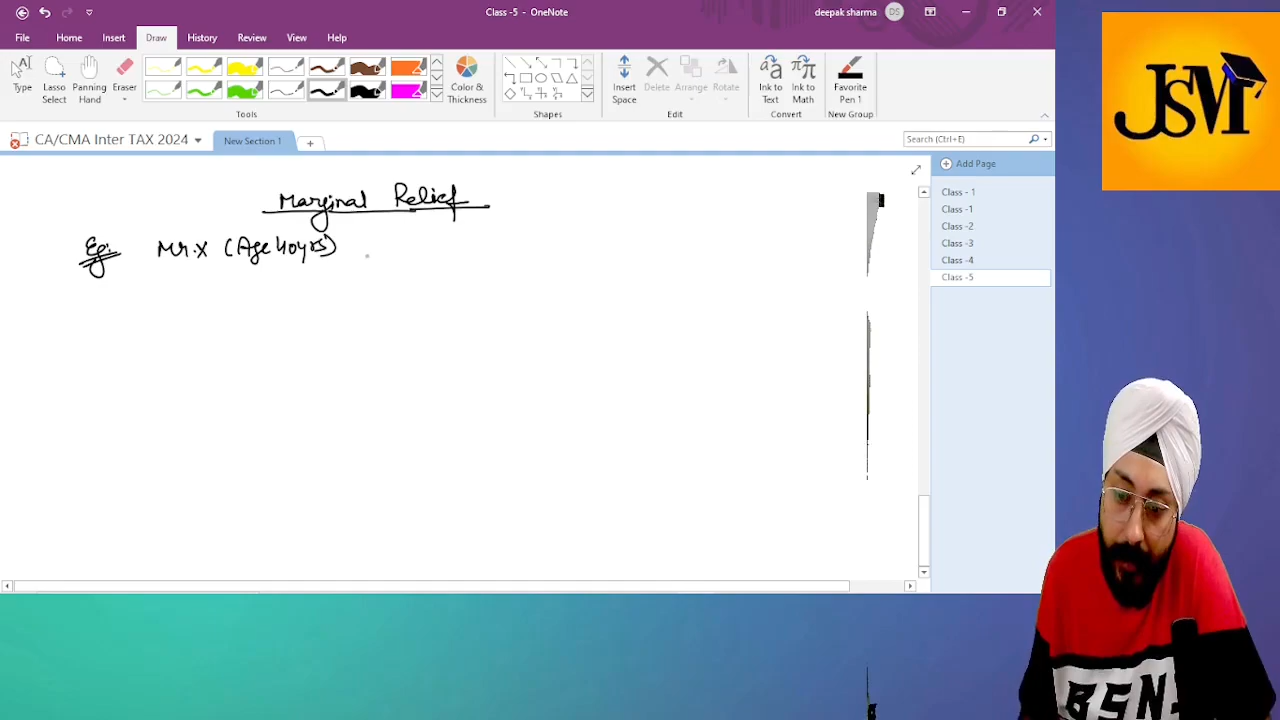 Class -5 - OneNote
deepak sharma
DS
File
Home
Insert
Draw
History
Review
View
Help
Type
Lasso Select
Panning Hand
Eraser
Color & Thickness
Insert Space
Delete
Arrange
Rotate
Ink to Text
Ink to Math
Favorite Pen 1
Tools
Shapes
Edit
Convert
New Group
CA/CMA Inter TAX 2024
New Section 1
Search (Ctrl+E)
Add Page
Class - 1
Class -1
Class -2
Class -3
Class -4
Class -5
Marginal Relief
Eg: Mr.X (Age 40yrs)
JSM
BSN